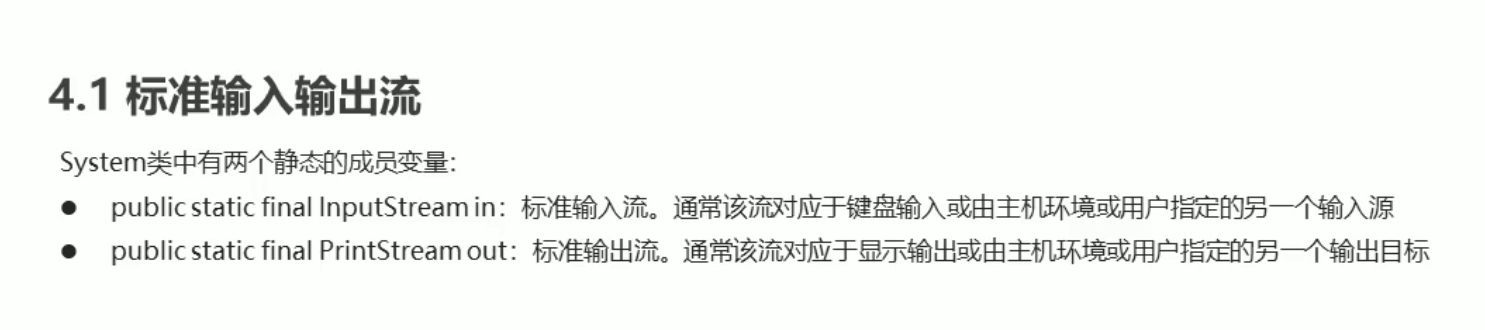 4.1 标准输入输出流
System类中有两个静态的成员变量：
● public static final InputStream in：标准输入流。通常该流对应于键盘输入或由主机环境或用户指定的另一个输入源
● public static final PrintStream out：标准输出流。通常该流对应于显示输出或由主机环境或用户指定的另一个输出目标